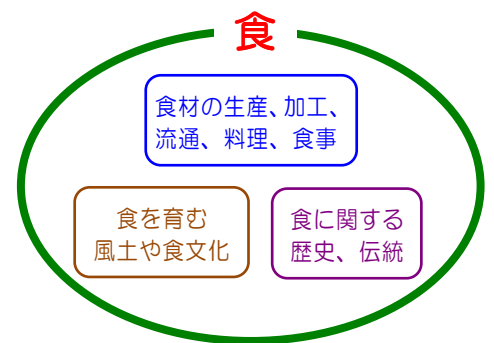 食
食材の生産、加工、
流通、料理、食事
食を育む
風土や食文化
食に関する
歴史、伝統